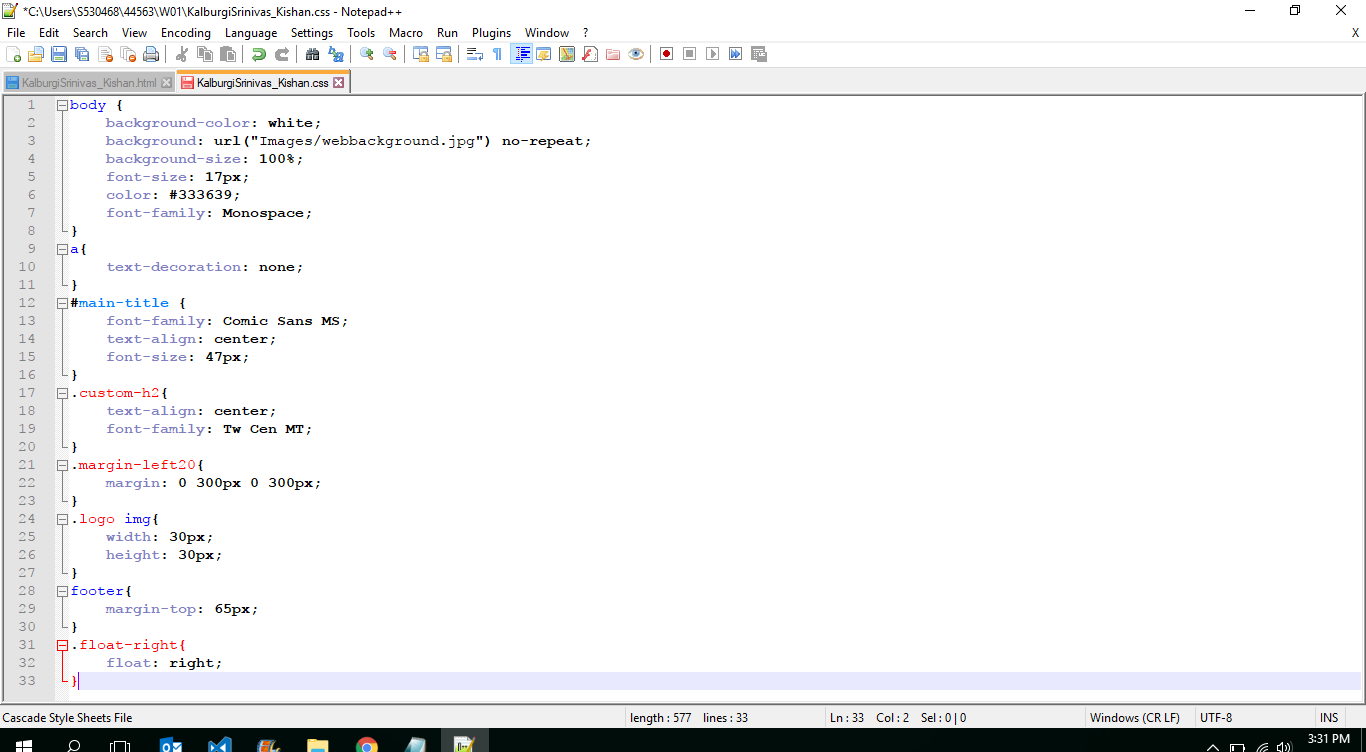 *C:\Users\S530468\44563\W01\KalburgiSrinivas_Kishan.css - Notepad++
File Edit Search View Encoding Language Settings Tools Macro Run Plugins Window ? X
KalburgiSrinivas_Kishan.html KalburgiSrinivas_Kishan.css
1 body {
2 background-color: white;
3 background: url("Images/webbackground.jpg") no-repeat;
4 background-size: 100%;
5 font-size: 17px;
6 color: #333639;
7 font-family: Monospace;
8 }
9 a{
10 text-decoration: none;
11 }
12 #main-title {
13 font-family: Comic Sans MS;
14 text-align: center;
15 font-size: 47px;
16 }
17 .custom-h2{
18 text-align: center;
19 font-family: Tw Cen MT;
20 }
21 .margin-left20{
22 margin: 0 300px 0 300px;
23 }
24 .logo img{
25 width: 30px;
26 height: 30px;
27 }
28 footer{
29 margin-top: 65px;
30 }
31 .float-right{
32 float: right;
33 }
Cascade Style Sheets File length : 577 lines : 33 Ln : 33 Col : 2 Sel : 0 | 0 Windows (CR LF) UTF-8 INS
3:31 PM